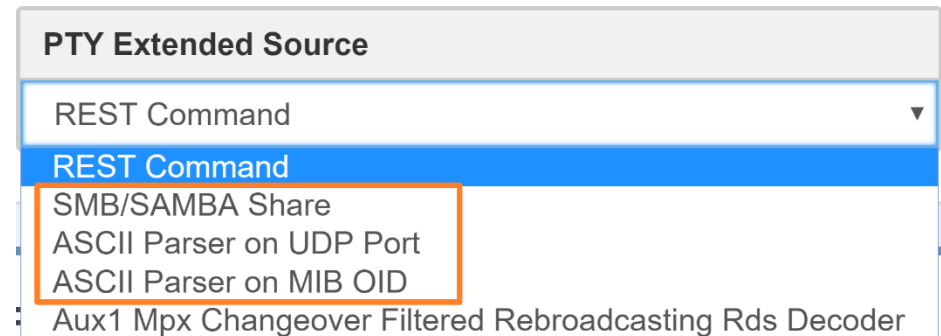 PTY Extended Source
REST Command
REST Command
SMB/SAMBA Share
ASCII Parser on UDP Port
ASCII Parser on MIB OID
Aux1 Mpx Changeover Filtered Rebroadcasting Rds Decoder